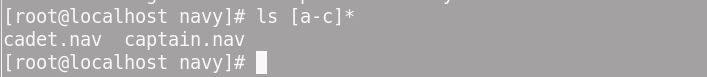 [root@localhost navy]# ls [a-c]*
cadet.nav  captain.nav
[root@localhost navy]#